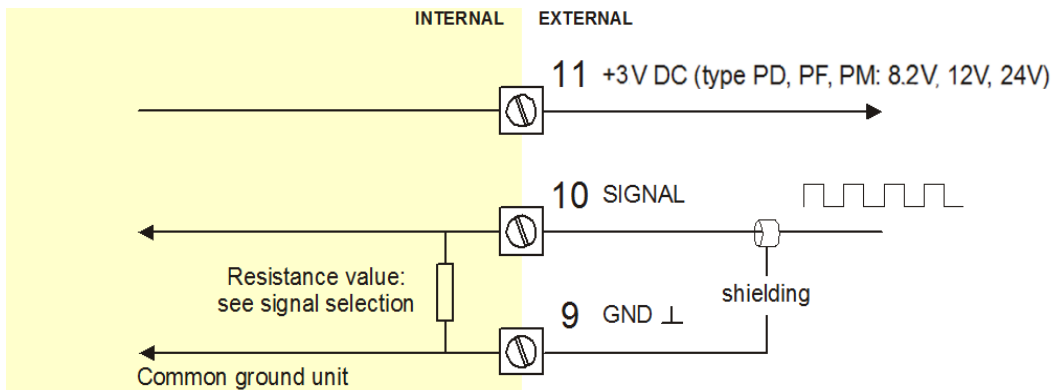 INTERNAL EXTERNAL
11 +3V DC (type PD, PF, PM: 8.2V, 12V, 24V)
10 SIGNAL
Resistance value:
see signal selection
shielding
9 GND ⊥
Common ground unit